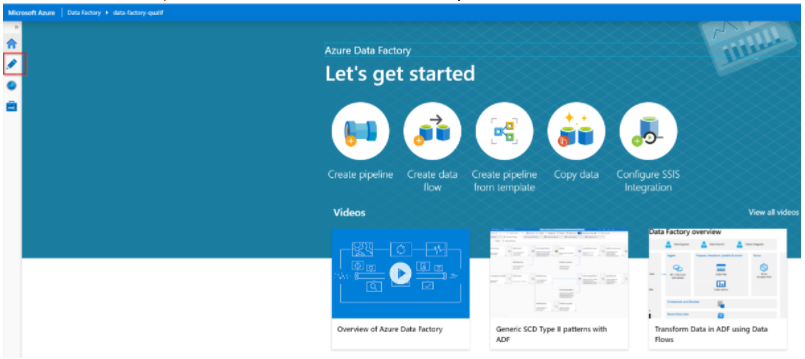 Microsoft Azure | Data Factory ▸ data-factory-qualif
Azure Data Factory
Let's get started
Create pipeline
Create data
flow
Create pipeline
from template
Copy data
Configure SSIS
Integration
Videos
View all videos
Data Factory overview
Overview of Azure Data Factory
Generic SCD Type II patterns with
ADF
Transform Data in ADF using Data
Flows